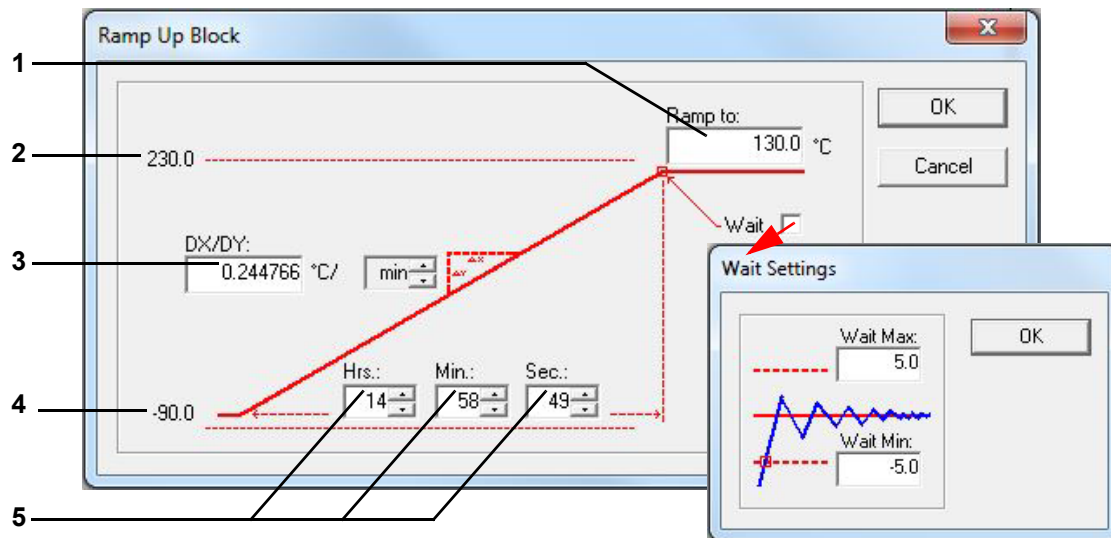 Ramp Up Block
X
1
Ramp to:
130.0 °C
OK
2
230.0
Cancel
Wait
DX/DY:
3
0.244766 °C/ min
ΔX
ΔY
Wait Settings
Wait Max:
5.0
OK
Hrs.: Min.: Sec.:
14 58 49
4
-90.0
Wait Min:
-5.0
5